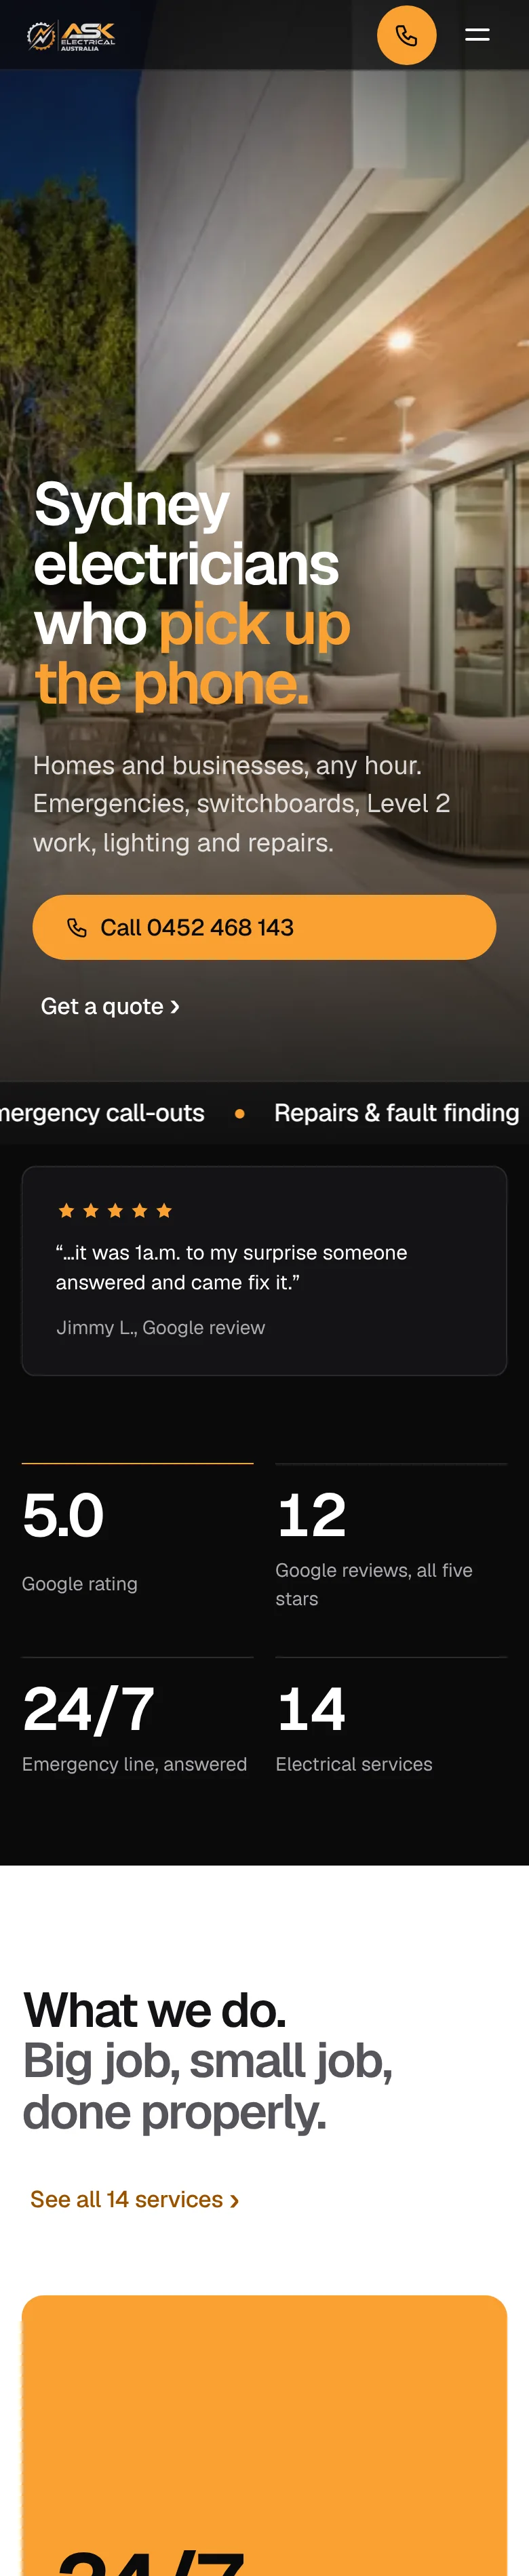 ASK
ELECTRICAL
AUSTRALIA
Sydney
electricians
who pick up
the phone.
Homes and businesses, any hour.
Emergencies, switchboards, Level 2
work, lighting and repairs.
Call 0452 468 143
Get a quote ›
mergency call-outs • Repairs & fault finding
★ ★ ★ ★ ★
“…it was 1a.m. to my surprise someone
answered and came fix it.”
Jimmy L., Google review
5.0
Google rating
12
Google reviews, all five
stars
24/7
Emergency line, answered
14
Electrical services
What we do.
Big job, small job,
done properly.
See all 14 services ›
24/7